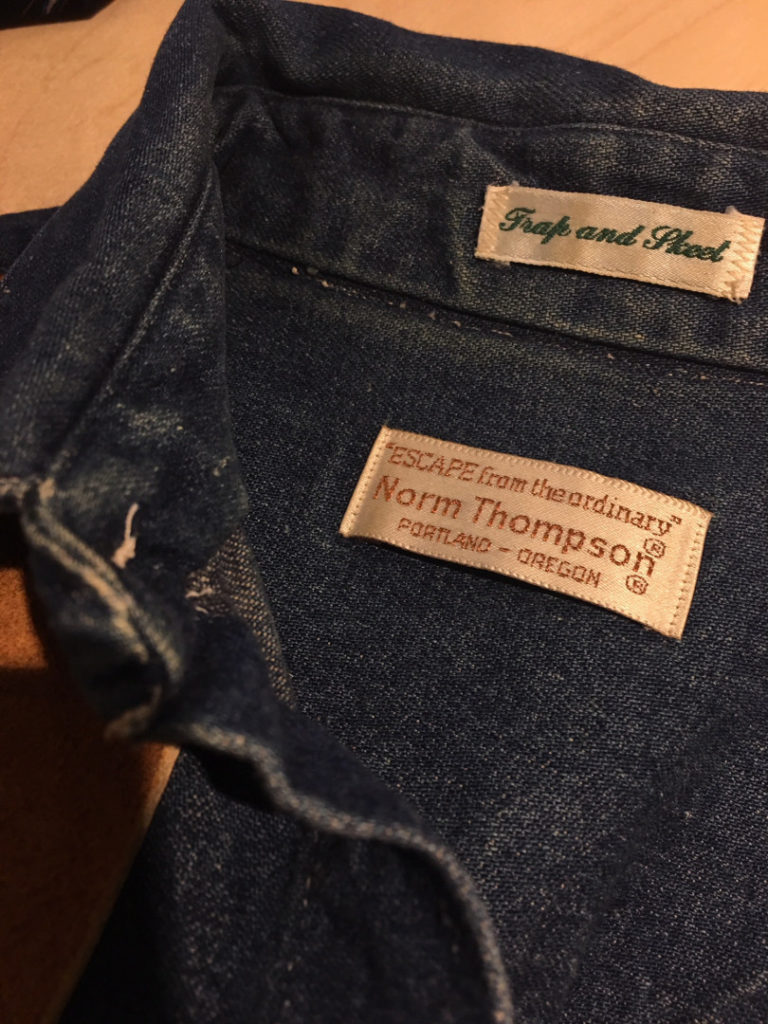 Trap and Skeet
"ESCAPE from the ordinary"
Norm Thompson®
PORTLAND - OREGON ®